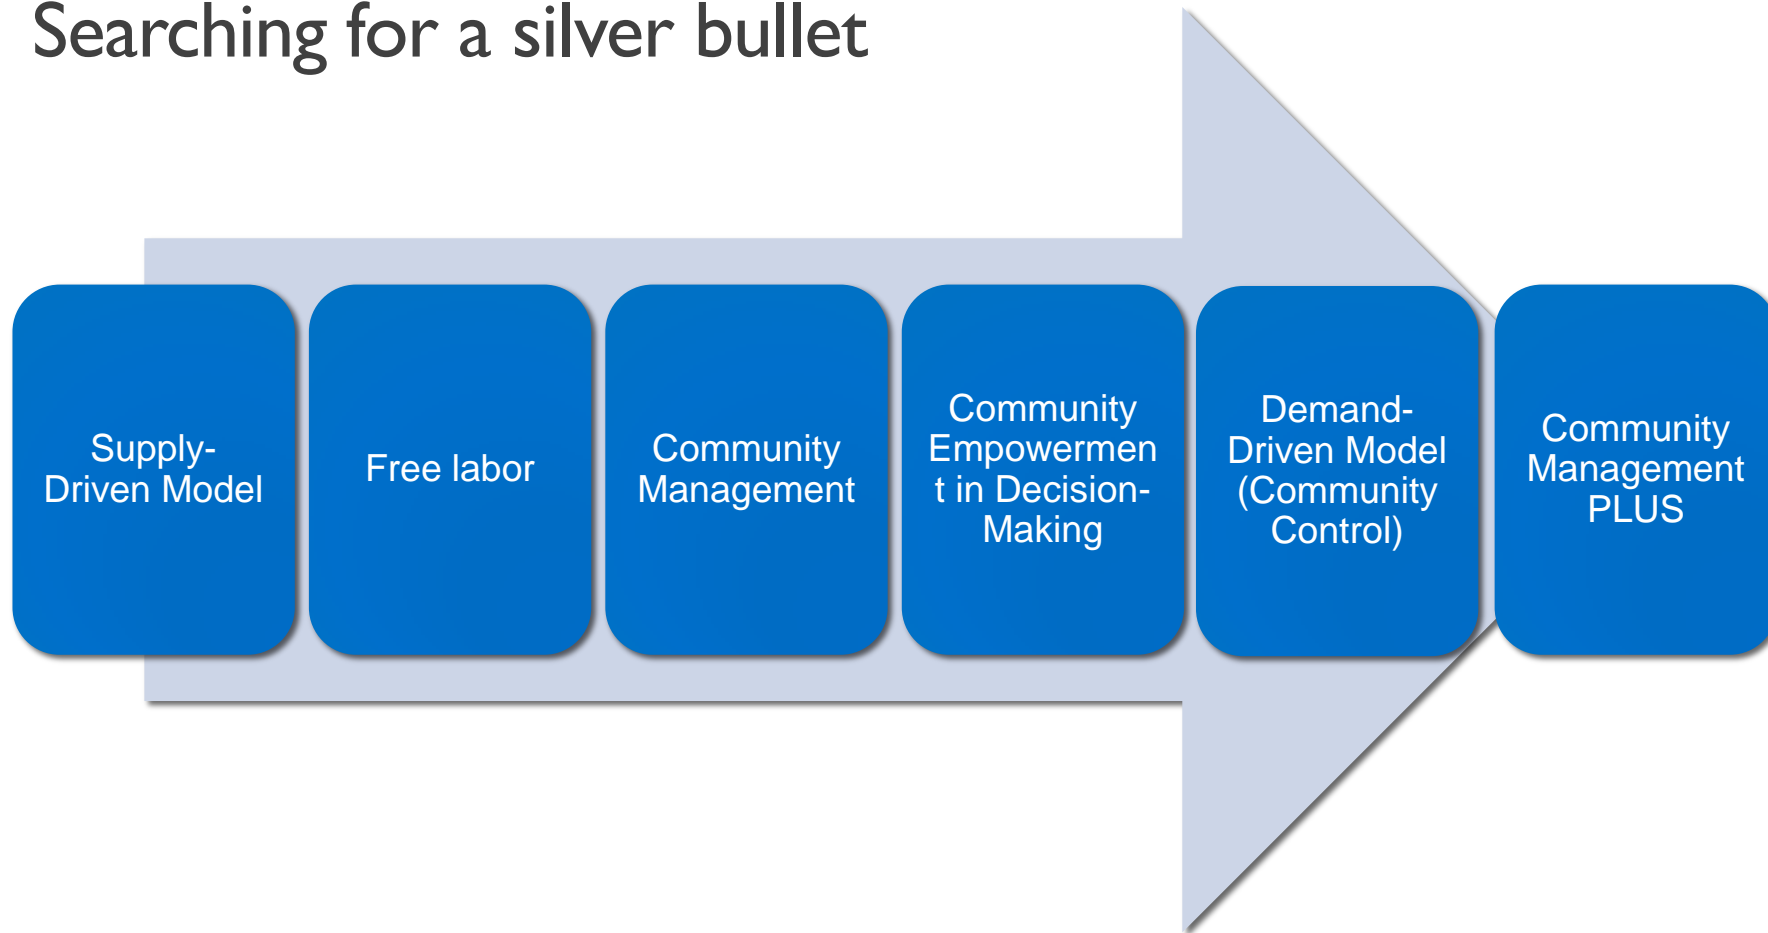 Searching for a silver bullet
Supply-
Driven Model
Free labor
Community
Management
Community
Empowermen
t in Decision-
Making
Demand-
Driven Model
(Community
Control)
Community
Management
PLUS